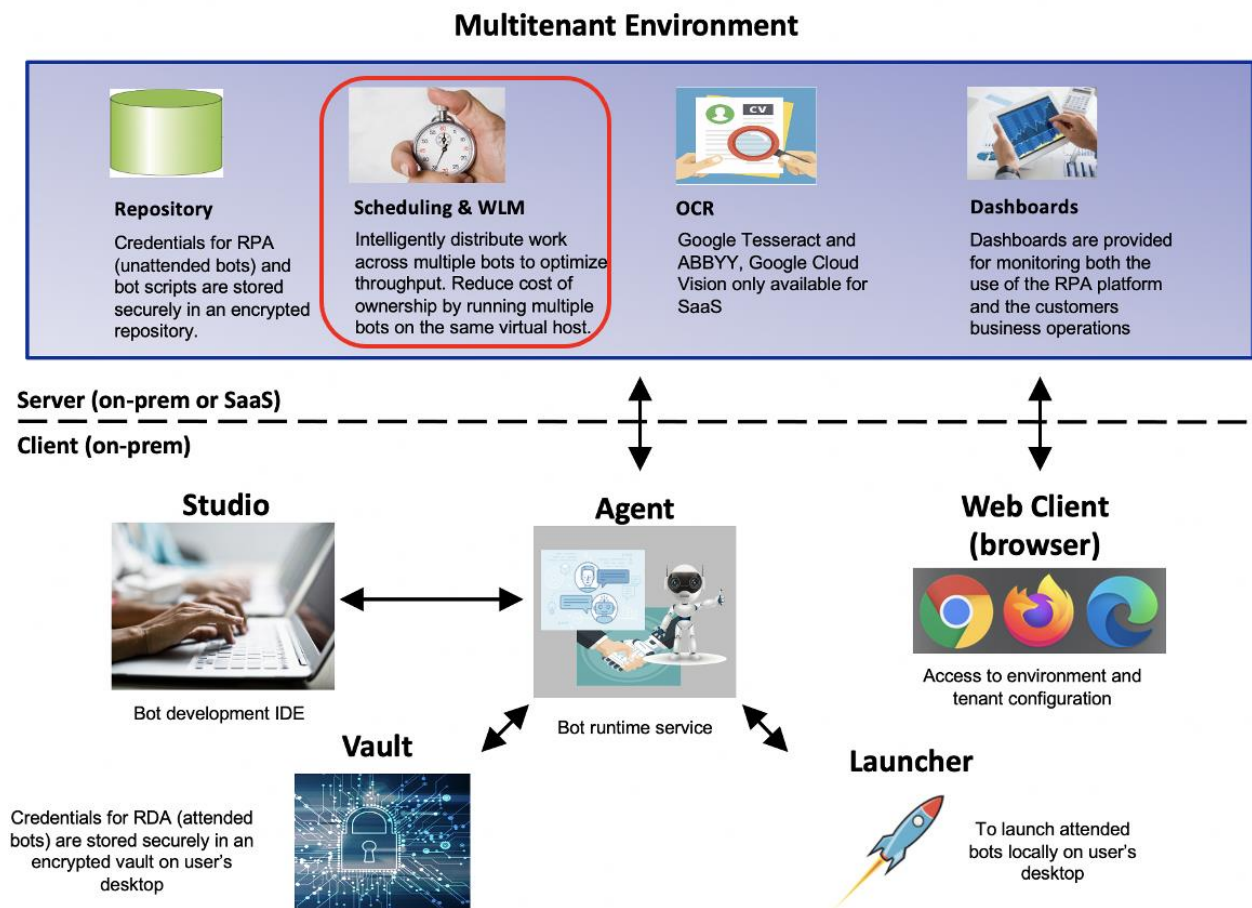 Multitenant Environment
CV
Repository
Credentials for RPA
(unattended bots) and
bot scripts are stored
securely in an encrypted
repository.
Scheduling & WLM
Intelligently distribute work
across multiple bots to optimize
throughput. Reduce cost of
ownership by running multiple
bots on the same virtual host.
OCR
Google Tesseract and
ABBYY, Google Cloud
Vision only available for
SaaS
Dashboards
Dashboards are provided
for monitoring both the
use of the RPA platform
and the customers
business operations
Server (on-prem or SaaS)
Client (on-prem)
Studio
Bot development IDE
Agent
Bot runtime service
Web Client
(browser)
Access to environment and
tenant configuration
Vault
Credentials for RDA (attended
bots) are stored securely in an
encrypted vault on user's
desktop
Launcher
To launch attended
bots locally on user's
desktop